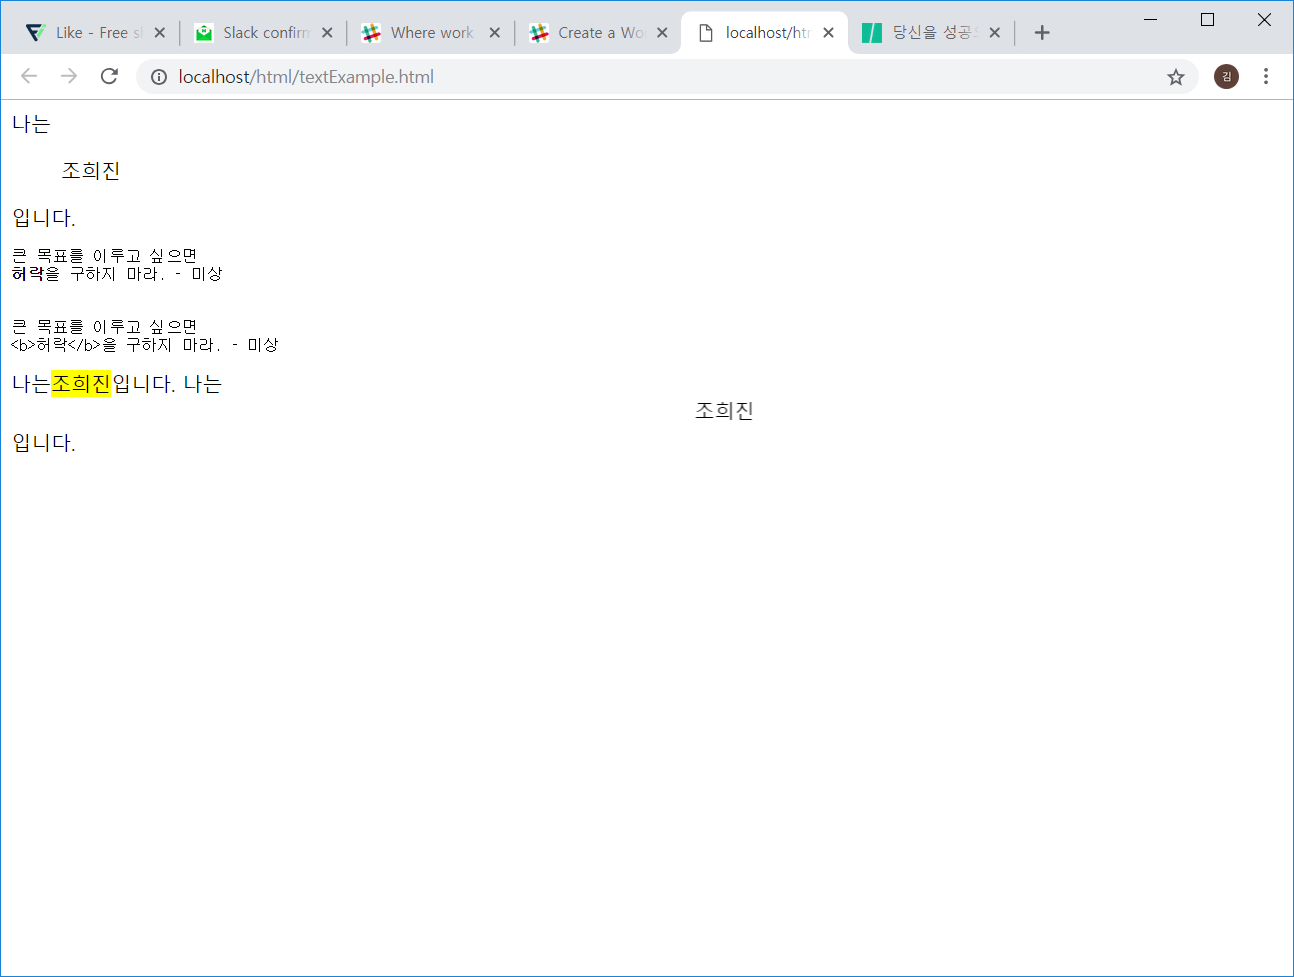 Like - Free s
Slack confirm
Where work
Create a Wo
localhost/ht
당신을 성공
localhost/html/textExample.html
김
나는
조희진
입니다.
큰 목표를 이루고 싶으면
허락을 구하지 마라. - 미상
큰 목표를 이루고 싶으면
<b>허락</b>을 구하지 마라. - 미상
나는조희진입니다. 나는
조희진
입니다.